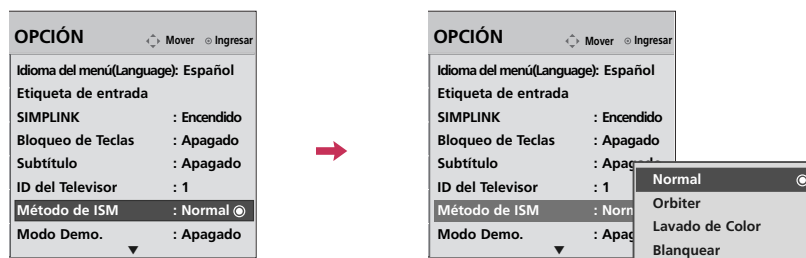 OPCIÓN Mover Ingresar
Idioma del menú(Language): Español
Etiqueta de entrada
SIMPLINK : Encendido
Bloqueo de Teclas : Apagado
Subtítulo : Apagado
ID del Televisor : 1
Método de ISM : Normal
Modo Demo. : Apagado
OPCIÓN Mover Ingresar
Idioma del menú(Language): Español
Etiqueta de entrada
SIMPLINK : Encendido
Bloqueo de Teclas : Apagado
Subtítulo
ID del Televisor : 1
Método de ISM
Modo Demo.
Normal
Orbiter
Lavado de Color
Blanquear